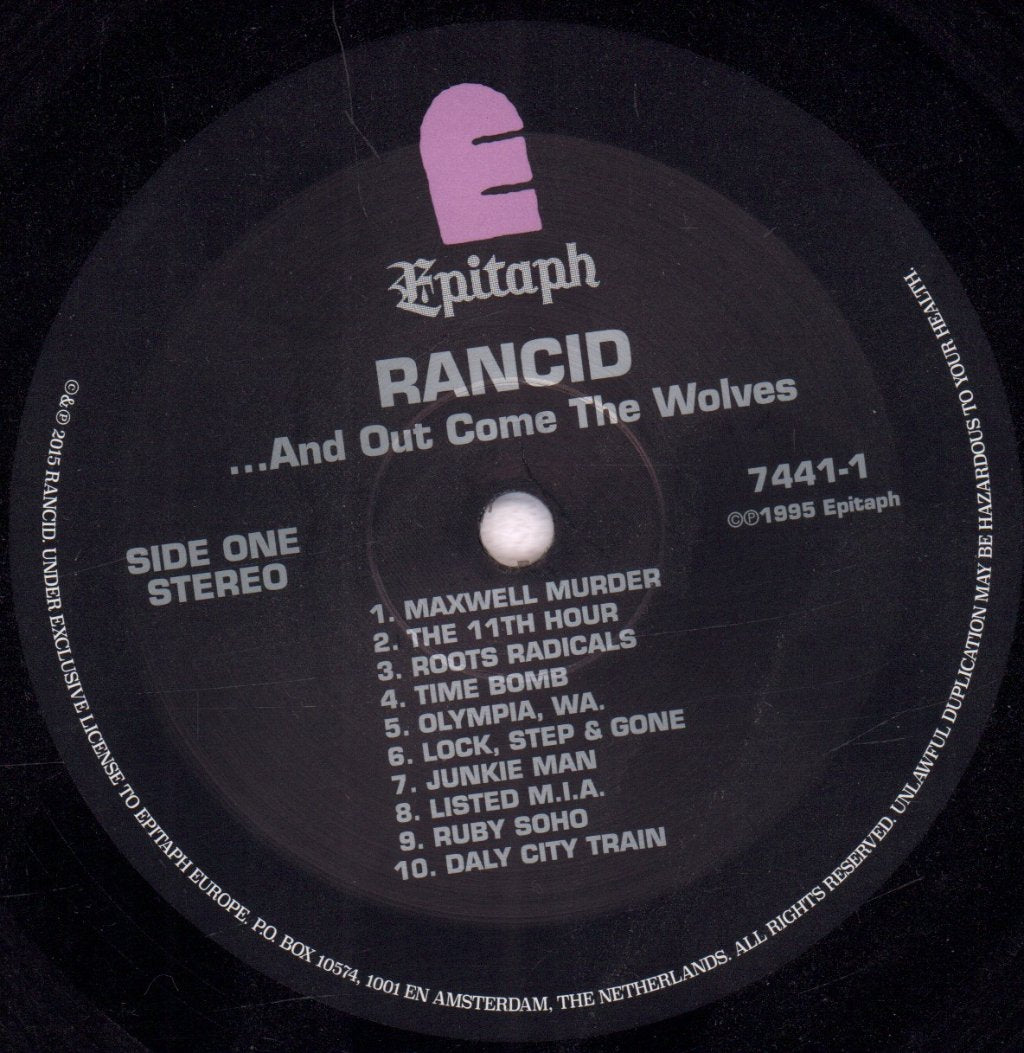 Epitaph
RANCID
...And Out Come The Wolves
7441-1
©℗1995 Epitaph
SIDE ONE
STEREO
1. MAXWELL MURDER
2. THE 11TH HOUR
3. ROOTS RADICALS
4. TIME BOMB
5. OLYMPIA, WA.
6. LOCK, STEP & GONE
7. JUNKIE MAN
8. LISTED M.I.A.
9. RUBY SOHO
10. DALY CITY TRAIN
©&℗ 2015 RANCID. UNDER EXCLUSIVE LICENSE TO EPITAPH EUROPE. P.O. BOX 10574, 1001 EN AMSTERDAM, THE NETHERLANDS. ALL RIGHTS RESERVED. UNLAWFUL DUPLICATION MAY BE HAZARDOUS TO YOUR HEALTH.